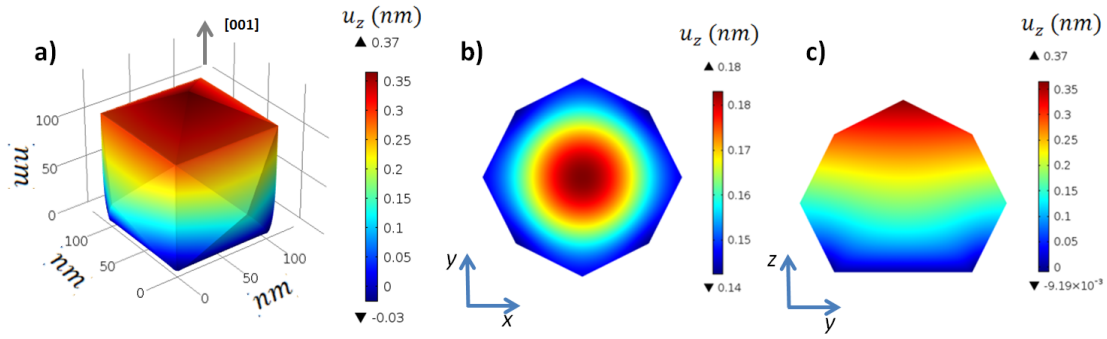 a)
[001]
u_z (nm)
▲ 0.37
0.35
0.3
0.25
0.2
0.15
0.1
0.05
0
▼ -0.03
100
50
0
nm
100
50
0
nm
100
50
0
nm
b)
u_z (nm)
▲ 0.18
0.18
0.17
0.16
0.15
▼ 0.14
y
x
c)
u_z (nm)
▲ 0.37
0.35
0.3
0.25
0.2
0.15
0.1
0.05
0
▼ -9.19×10⁻³
z
y